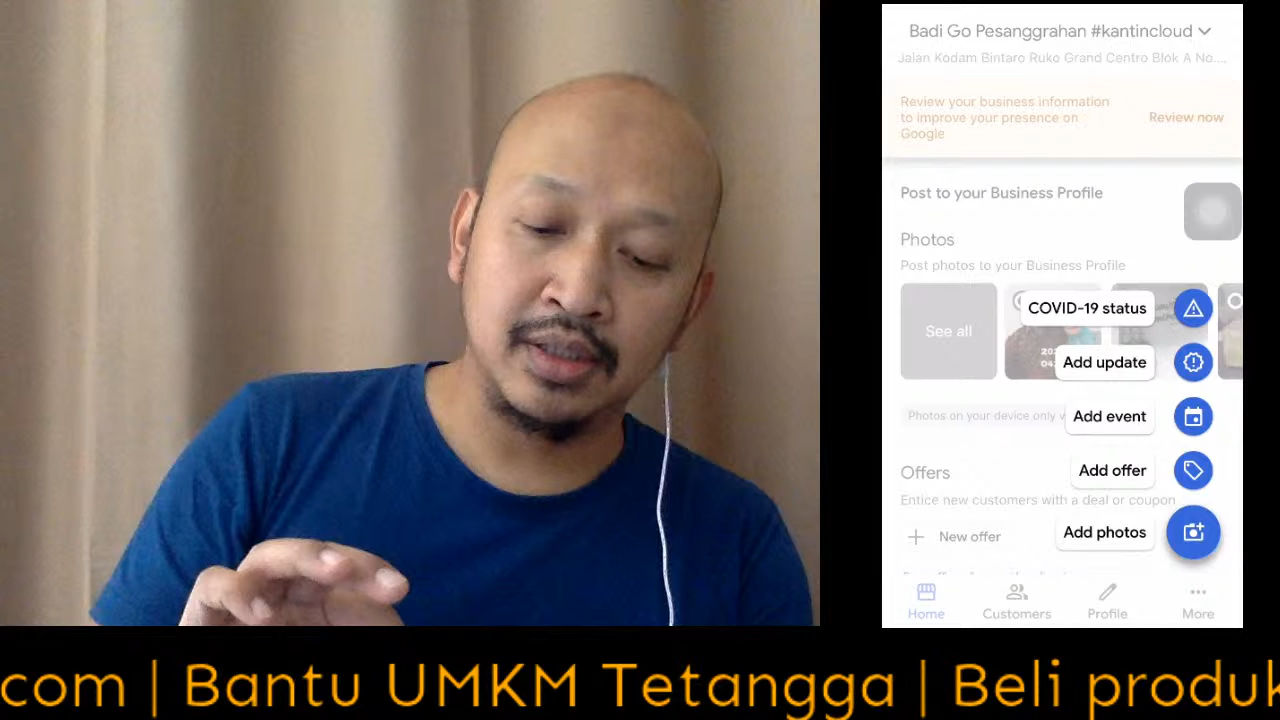 Badi Go Pesanggrahan #kantincloud
Jalan Kodam Bintaro Ruko Grand Centro Blok A No....
Review your business information
to improve your presence on
Google
Review now
Post to your Business Profile
Photos
Post photos to your Business Profile
See all
COVID-19 status
Add update
Photos on your device only
Add event
Offers
Add offer
Entice new customers with a deal or coupon
New offer
Add photos
Home
Customers
Profile
More
com | Bantu UMKM Tetangga | Beli produk